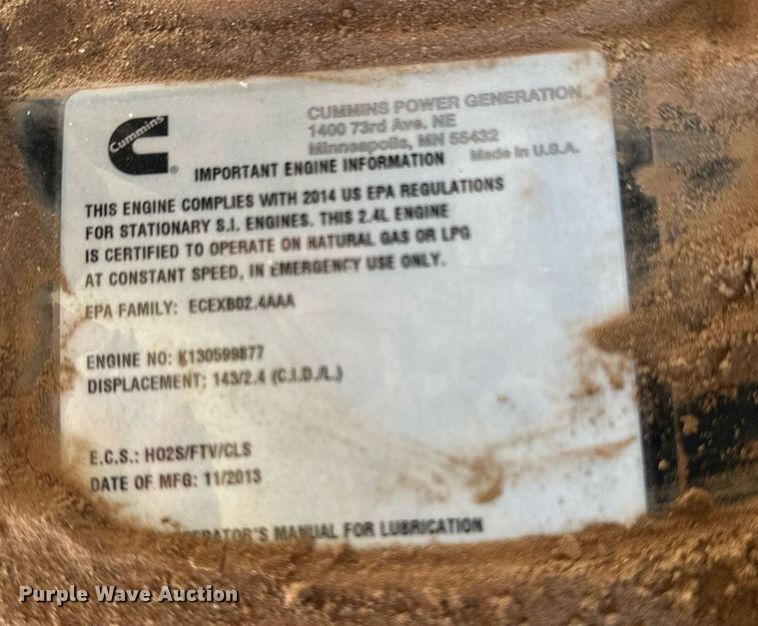 Cummins
®
CUMMINS POWER GENERATION
1400 73rd Ave. NE
Minneapolis, MN 55432
Made in U.S.A.
IMPORTANT ENGINE INFORMATION
THIS ENGINE COMPLIES WITH 2014 US EPA REGULATIONS
FOR STATIONARY S.I. ENGINES. THIS 2.4L ENGINE
IS CERTIFIED TO OPERATE ON NATURAL GAS OR LPG
AT CONSTANT SPEED, IN EMERGENCY USE ONLY.
EPA FAMILY: ECEXB02.4AAA
ENGINE NO: K130599877
DISPLACEMENT: 143/2.4 (C.I.D./L.)
E.C.S.: HO2S/FTV/CLS
DATE OF MFG: 11/2013
MANUAL FOR LUBRICATION
Purple Wave Auction